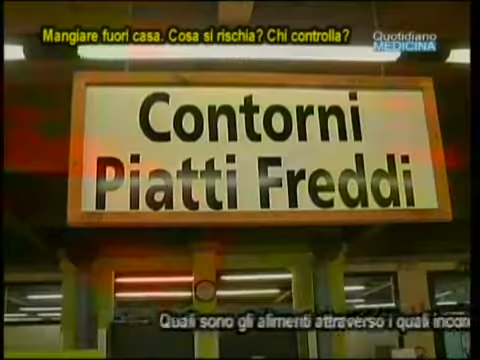 Mangiare fuori casa. Cosa si rischia? Chi controlla?
Quotidiano
MEDICINA
Contorni
Piatti Freddi
Quali sono gli alimenti attraverso i quali incor